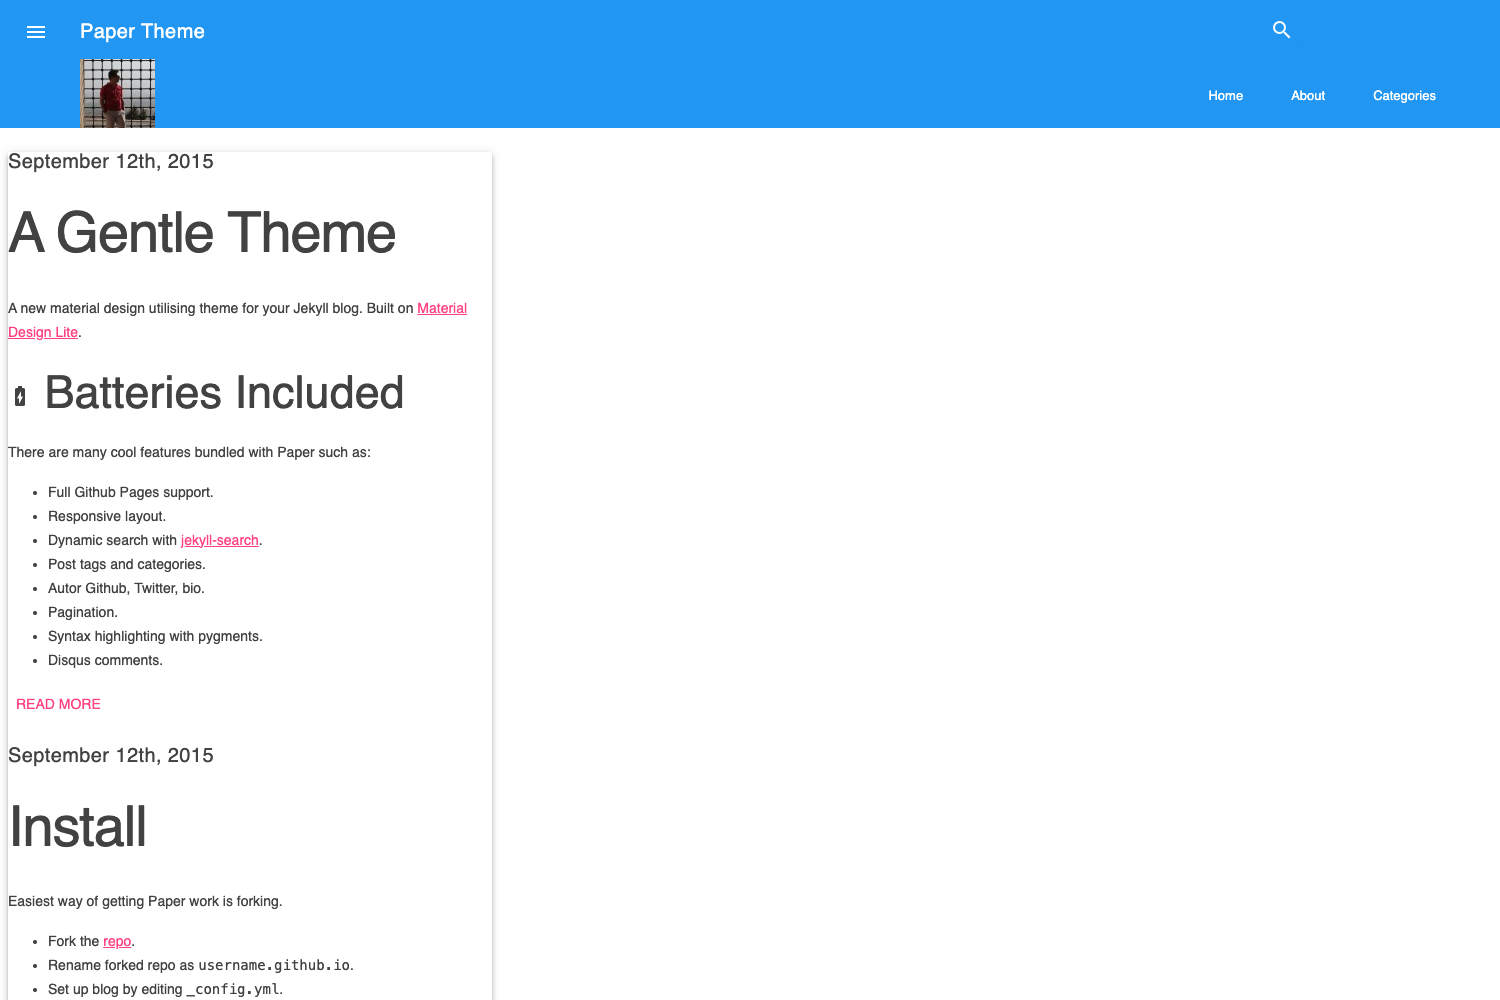 Paper Theme
Home About Categories
September 12th, 2015
A Gentle Theme
A new material design utilising theme for your Jekyll blog. Built on Material
Design Lite.
Batteries Included
There are many cool features bundled with Paper such as:
• Full Github Pages support.
• Responsive layout.
• Dynamic search with jekyll-search.
• Post tags and categories.
• Autor Github, Twitter, bio.
• Pagination.
• Syntax highlighting with pygments.
• Disqus comments.
READ MORE
September 12th, 2015
Install
Easiest way of getting Paper work is forking.
• Fork the repo.
• Rename forked repo as username.github.io.
• Set up blog by editing _config.yml.